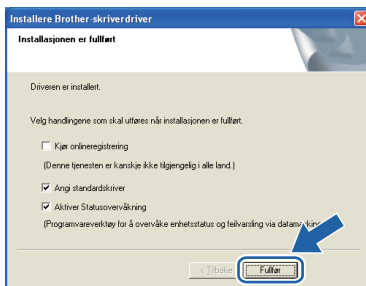 Installere Brother-skriverdriver
Installasjonen er fullført
Driveren er installert.
Velg handlingene som skal utføres når installasjonen er fullført.
Kjør onlineregistrering
(Denne tjenesten er kanskje ikke tilgjengelig i alle land.)
Angi standardskriver
Aktiver Statusovervåkning
(Programvareverktøy for å overvåke enhetsstatus og feilvarsling via
< Tilbake Fullfør